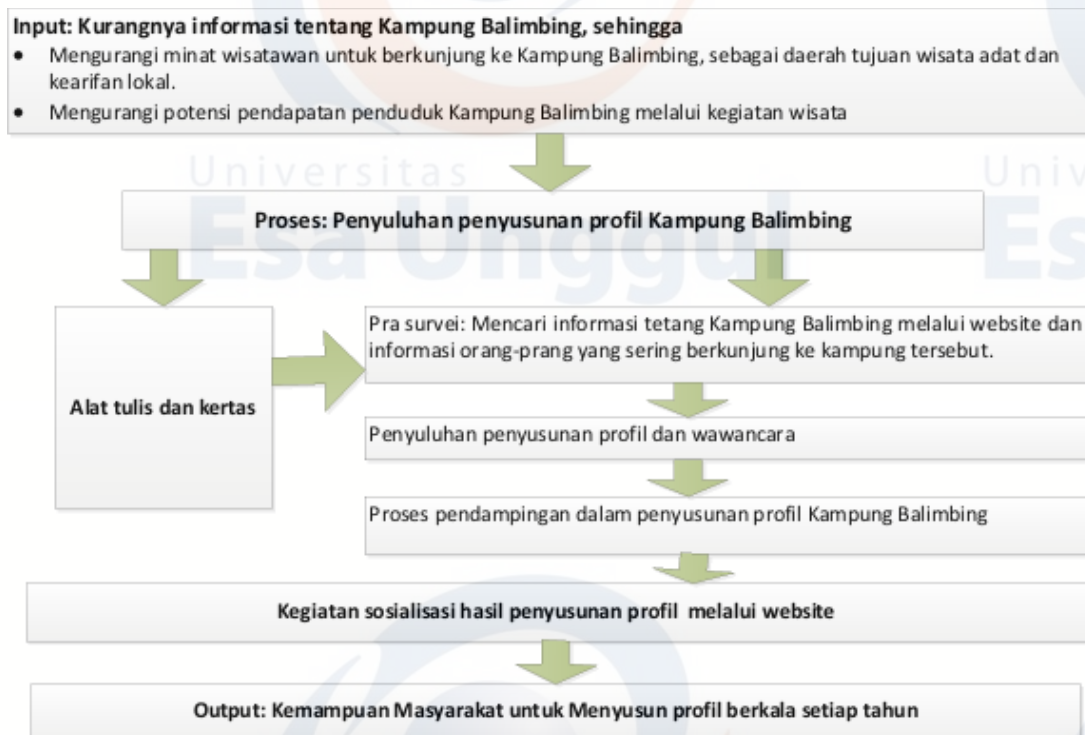 Input: Kurangnya informasi tentang Kampung Balimbing, sehingga
• Mengurangi minat wisatawan untuk berkunjung ke Kampung Balimbing, sebagai daerah tujuan wisata adat dan
kearifan lokal.
• Mengurangi potensi pendapatan penduduk Kampung Balimbing melalui kegiatan wisata
Universitas
Esa Unggul
Univ
Es
Proses: Penyuluhan penyusunan profil Kampung Balimbing
Alat tulis dan kertas
Pra survei: Mencari informasi tetang Kampung Balimbing melalui website dan
informasi orang-prang yang sering berkunjung ke kampung tersebut.
Penyuluhan penyusunan profil dan wawancara
Proses pendampingan dalam penyusunan profil Kampung Balimbing
Kegiatan sosialisasi hasil penyusunan profil melalui website
Output: Kemampuan Masyarakat untuk Menyusun profil berkala setiap tahun